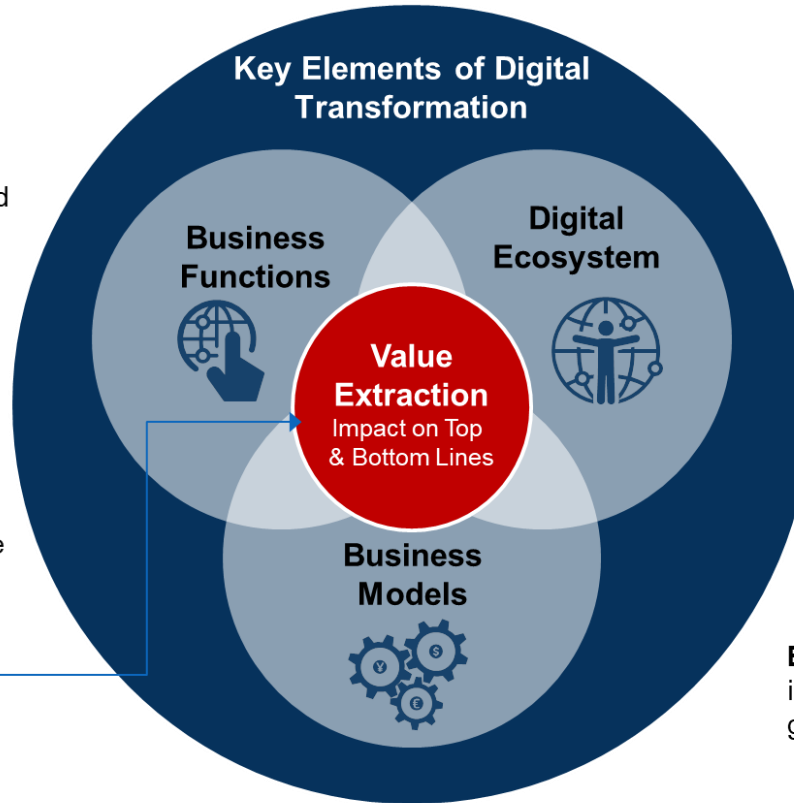 Key Elements of Digital
Transformation
d
Business
Functions
Digital
Ecosystem
Value
Extraction
Impact on Top
& Bottom Lines
e
Business
Models
¥
$
i
g